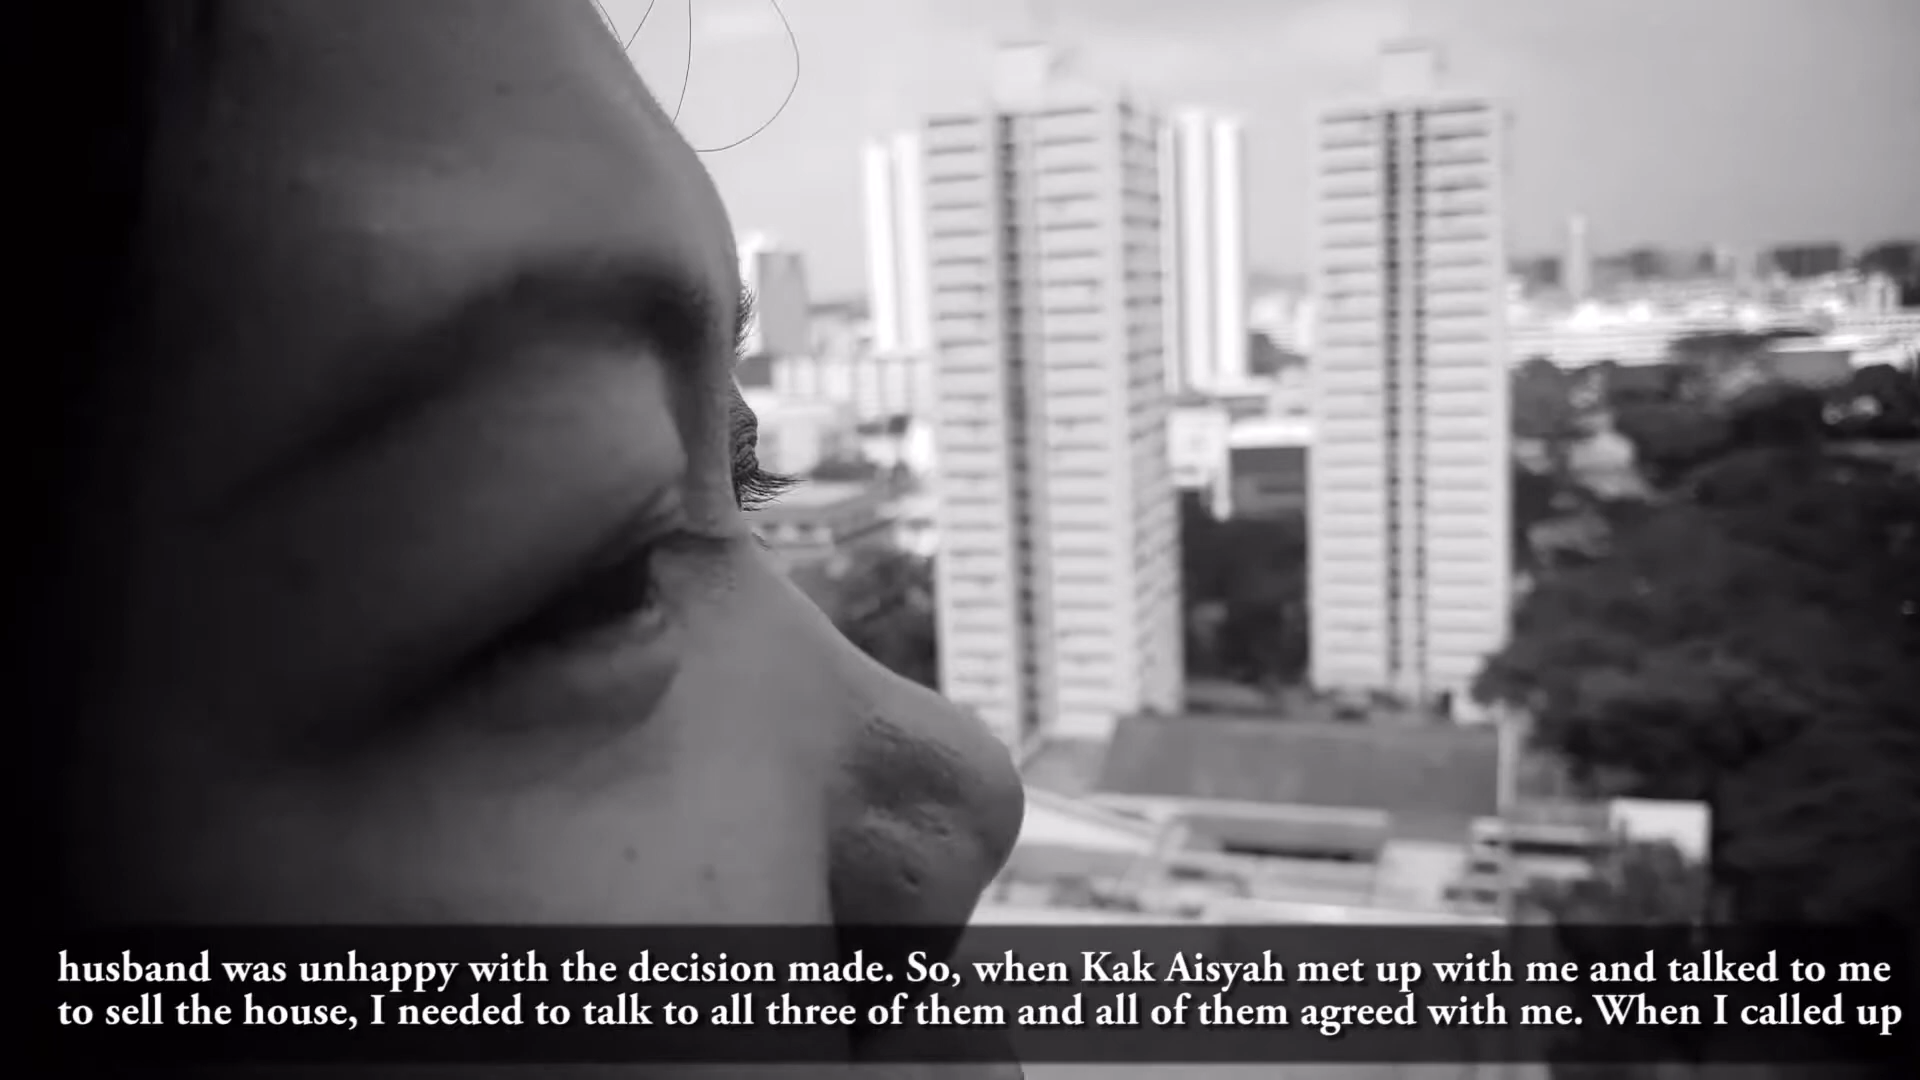 husband was unhappy with the decision made. So, when Kak Aisyah met up with me and talked to me
to sell the house, I needed to talk to all three of them and all of them agreed with me. When I called up